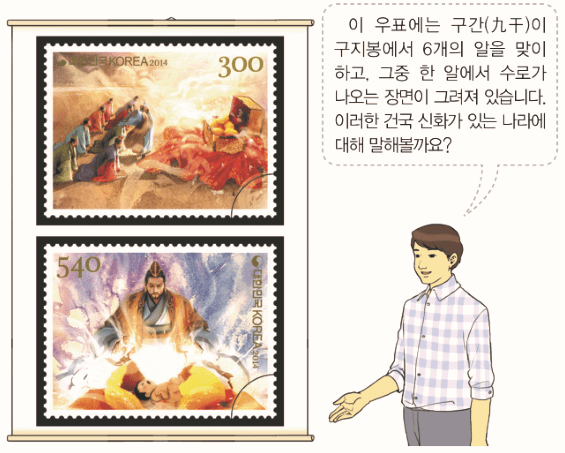 대한민국 KOREA 2014
300
이 우표에는 구간(九干)이
구지봉에서 6개의 알을 맞이
하고, 그중 한 알에서 수로가
나오는 장면이 그려져 있습니다.
이러한 건국 신화가 있는 나라에
대해 말해볼까요?
540
대한민국 KOREA 2014